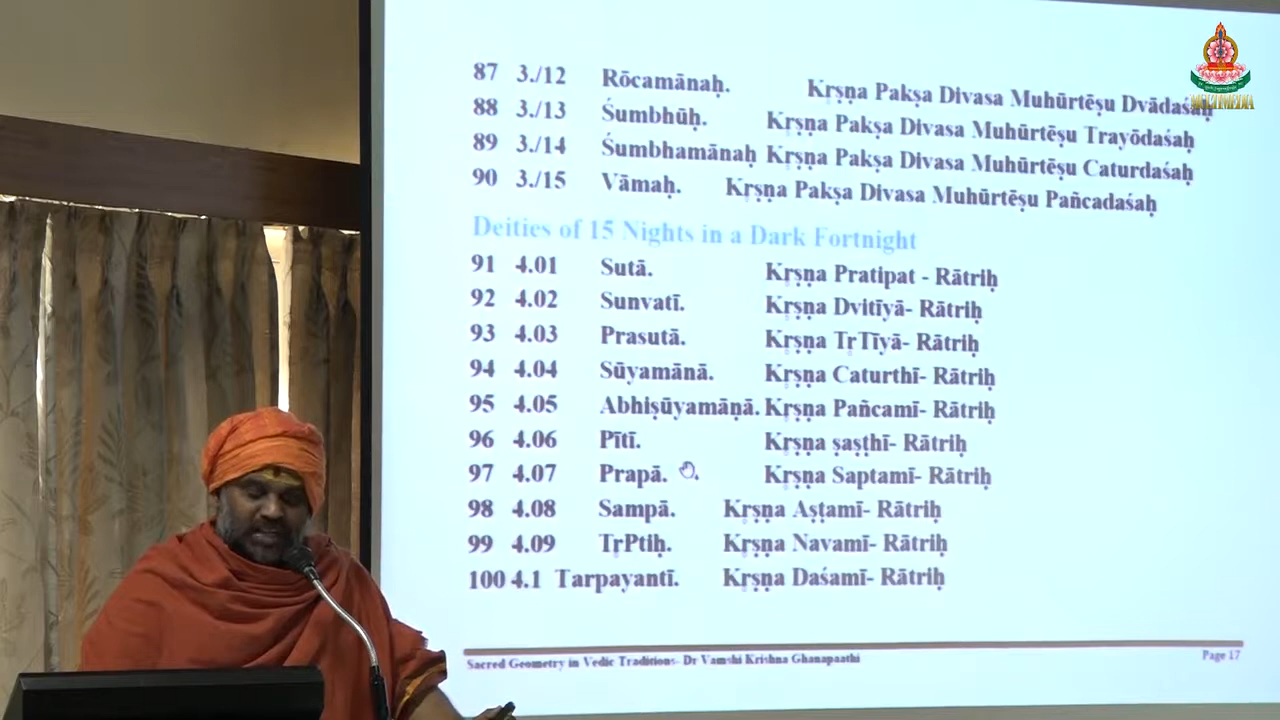 87 3./12 Rōcamānaḥ. Kṛṣṇa Pakṣa Divasa Muhūrtēṣu Dvādaśaḥ
88 3./13 Śumbhūḥ. Kṛṣṇa Pakṣa Divasa Muhūrtēṣu Trayōdaśaḥ
89 3./14 Śumbhamānaḥ Kṛṣṇa Pakṣa Divasa Muhūrtēṣu Caturdaśaḥ
90 3./15 Vāmaḥ. Kṛṣṇa Pakṣa Divasa Muhūrtēṣu Pañcadaśaḥ
Deities of 15 Nights in a Dark Fortnight
91 4.01 Sutā. Kṛṣṇa Pratipat - Rātriḥ
92 4.02 Sunvatī. Kṛṣṇa Dvitīyā- Rātriḥ
93 4.03 Prasutā. Kṛṣṇa TṛTīyā- Rātriḥ
94 4.04 Sūyamānā. Kṛṣṇa Caturthī- Rātriḥ
95 4.05 Abhiṣūyamāṇā. Kṛṣṇa Pañcamī- Rātriḥ
96 4.06 Pītī. Kṛṣṇa ṣaṣṭhī- Rātriḥ
97 4.07 Prapā. Kṛṣṇa Saptamī- Rātriḥ
98 4.08 Sampā. Kṛṣṇa Aṣṭamī- Rātriḥ
99 4.09 TṛPtiḥ. Kṛṣṇa Navamī- Rātriḥ
100 4.1 Tarpayantī. Kṛṣṇa Daśamī- Rātriḥ
Sacred Geometry in Vedic Traditions- Dr Vamshi Krishna Ghanapaathi Page 17
MULTIMEDIA